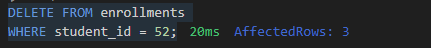 DELETE FROM enrollments
WHERE student_id = 52; 20ms AffectedRows: 3